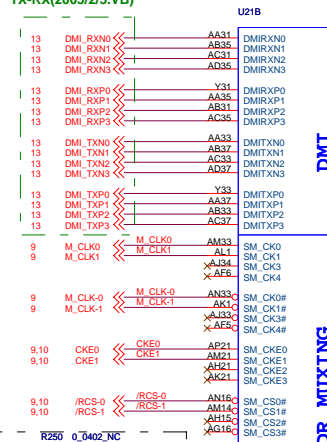 TX-RX(2005/2/3.VB)
U21B
13 DMI_RXN0 AA31 DMIRXN0
13 DMI_RXN1 AB35 DMIRXN1
13 DMI_RXN2 AC31 DMIRXN2
13 DMI_RXN3 AD35 DMIRXN3
13 DMI_RXP0 Y31 DMIRXP0
13 DMI_RXP1 AA35 DMIRXP1
13 DMI_RXP2 AB31 DMIRXP2
13 DMI_RXP3 AC35 DMIRXP3
13 DMI_TXN0 AA33 DMITXN0
13 DMI_TXN1 AB37 DMITXN1
13 DMI_TXN2 AC33 DMITXN2
13 DMI_TXN3 AD37 DMITXN3
13 DMI_TXP0 Y33 DMITXP0
13 DMI_TXP1 AA37 DMITXP1
13 DMI_TXP2 AB33 DMITXP2
13 DMI_TXP3 AC37 DMITXP3
DMI
9 M_CLK0 M_CLK0 AM33 SM_CK0
9 M_CLK1 M_CLK1 AL1 SM_CK1
AJ34 SM_CK3
AF6 SM_CK4
9 M_CLK-0 M_CLK-0 AN33 SM_CK0#
9 M_CLK-1 M_CLK-1 AK1 SM_CK1#
AJ33 SM_CK3#
AF5 SM_CK4#
9,10 CKE0 CKE0 AP21 SM_CKE0
9,10 CKE1 CKE1 AM21 SM_CKE1
AH21 SM_CKE2
AK21 SM_CKE3
9,10 /RCS-0 /RCS-0 AN16 SM_CS0#
9,10 /RCS-1 /RCS-1 AM14 SM_CS1#
AH15 SM_CS2#
AG16 SM_CS3#
MUXING
R250 0_0402_NC